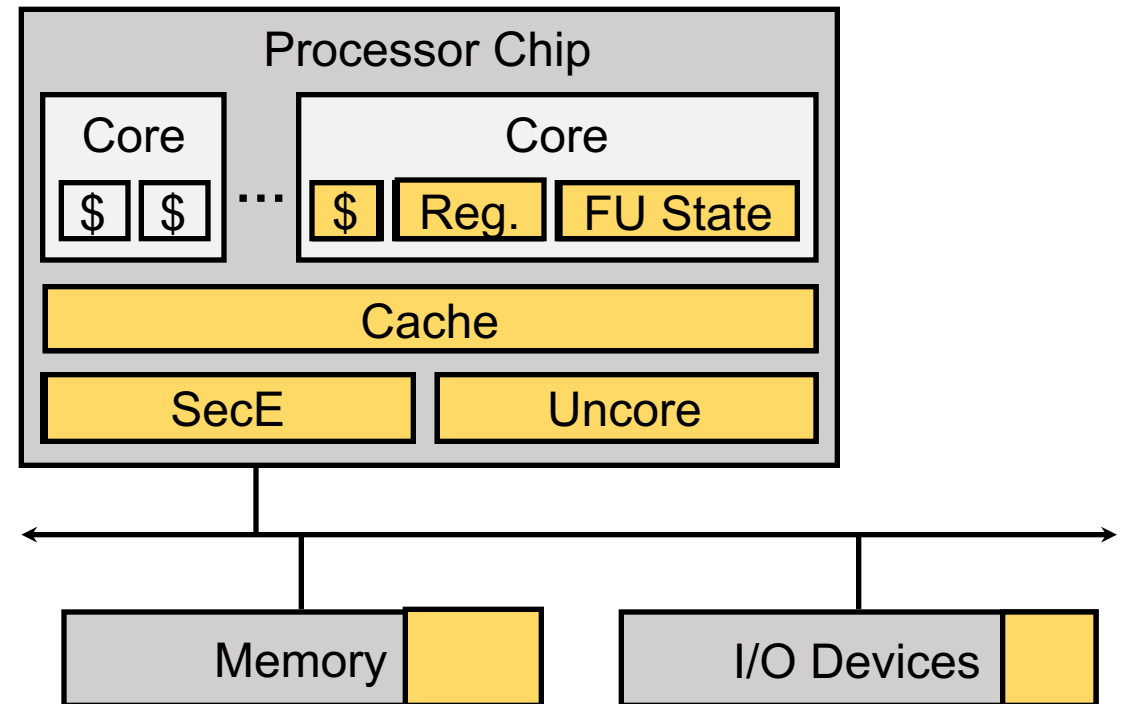 Processor Chip
Core
Core
$ $ ... $ Reg. FU State
Cache
SecE Uncore
Memory I/O Devices